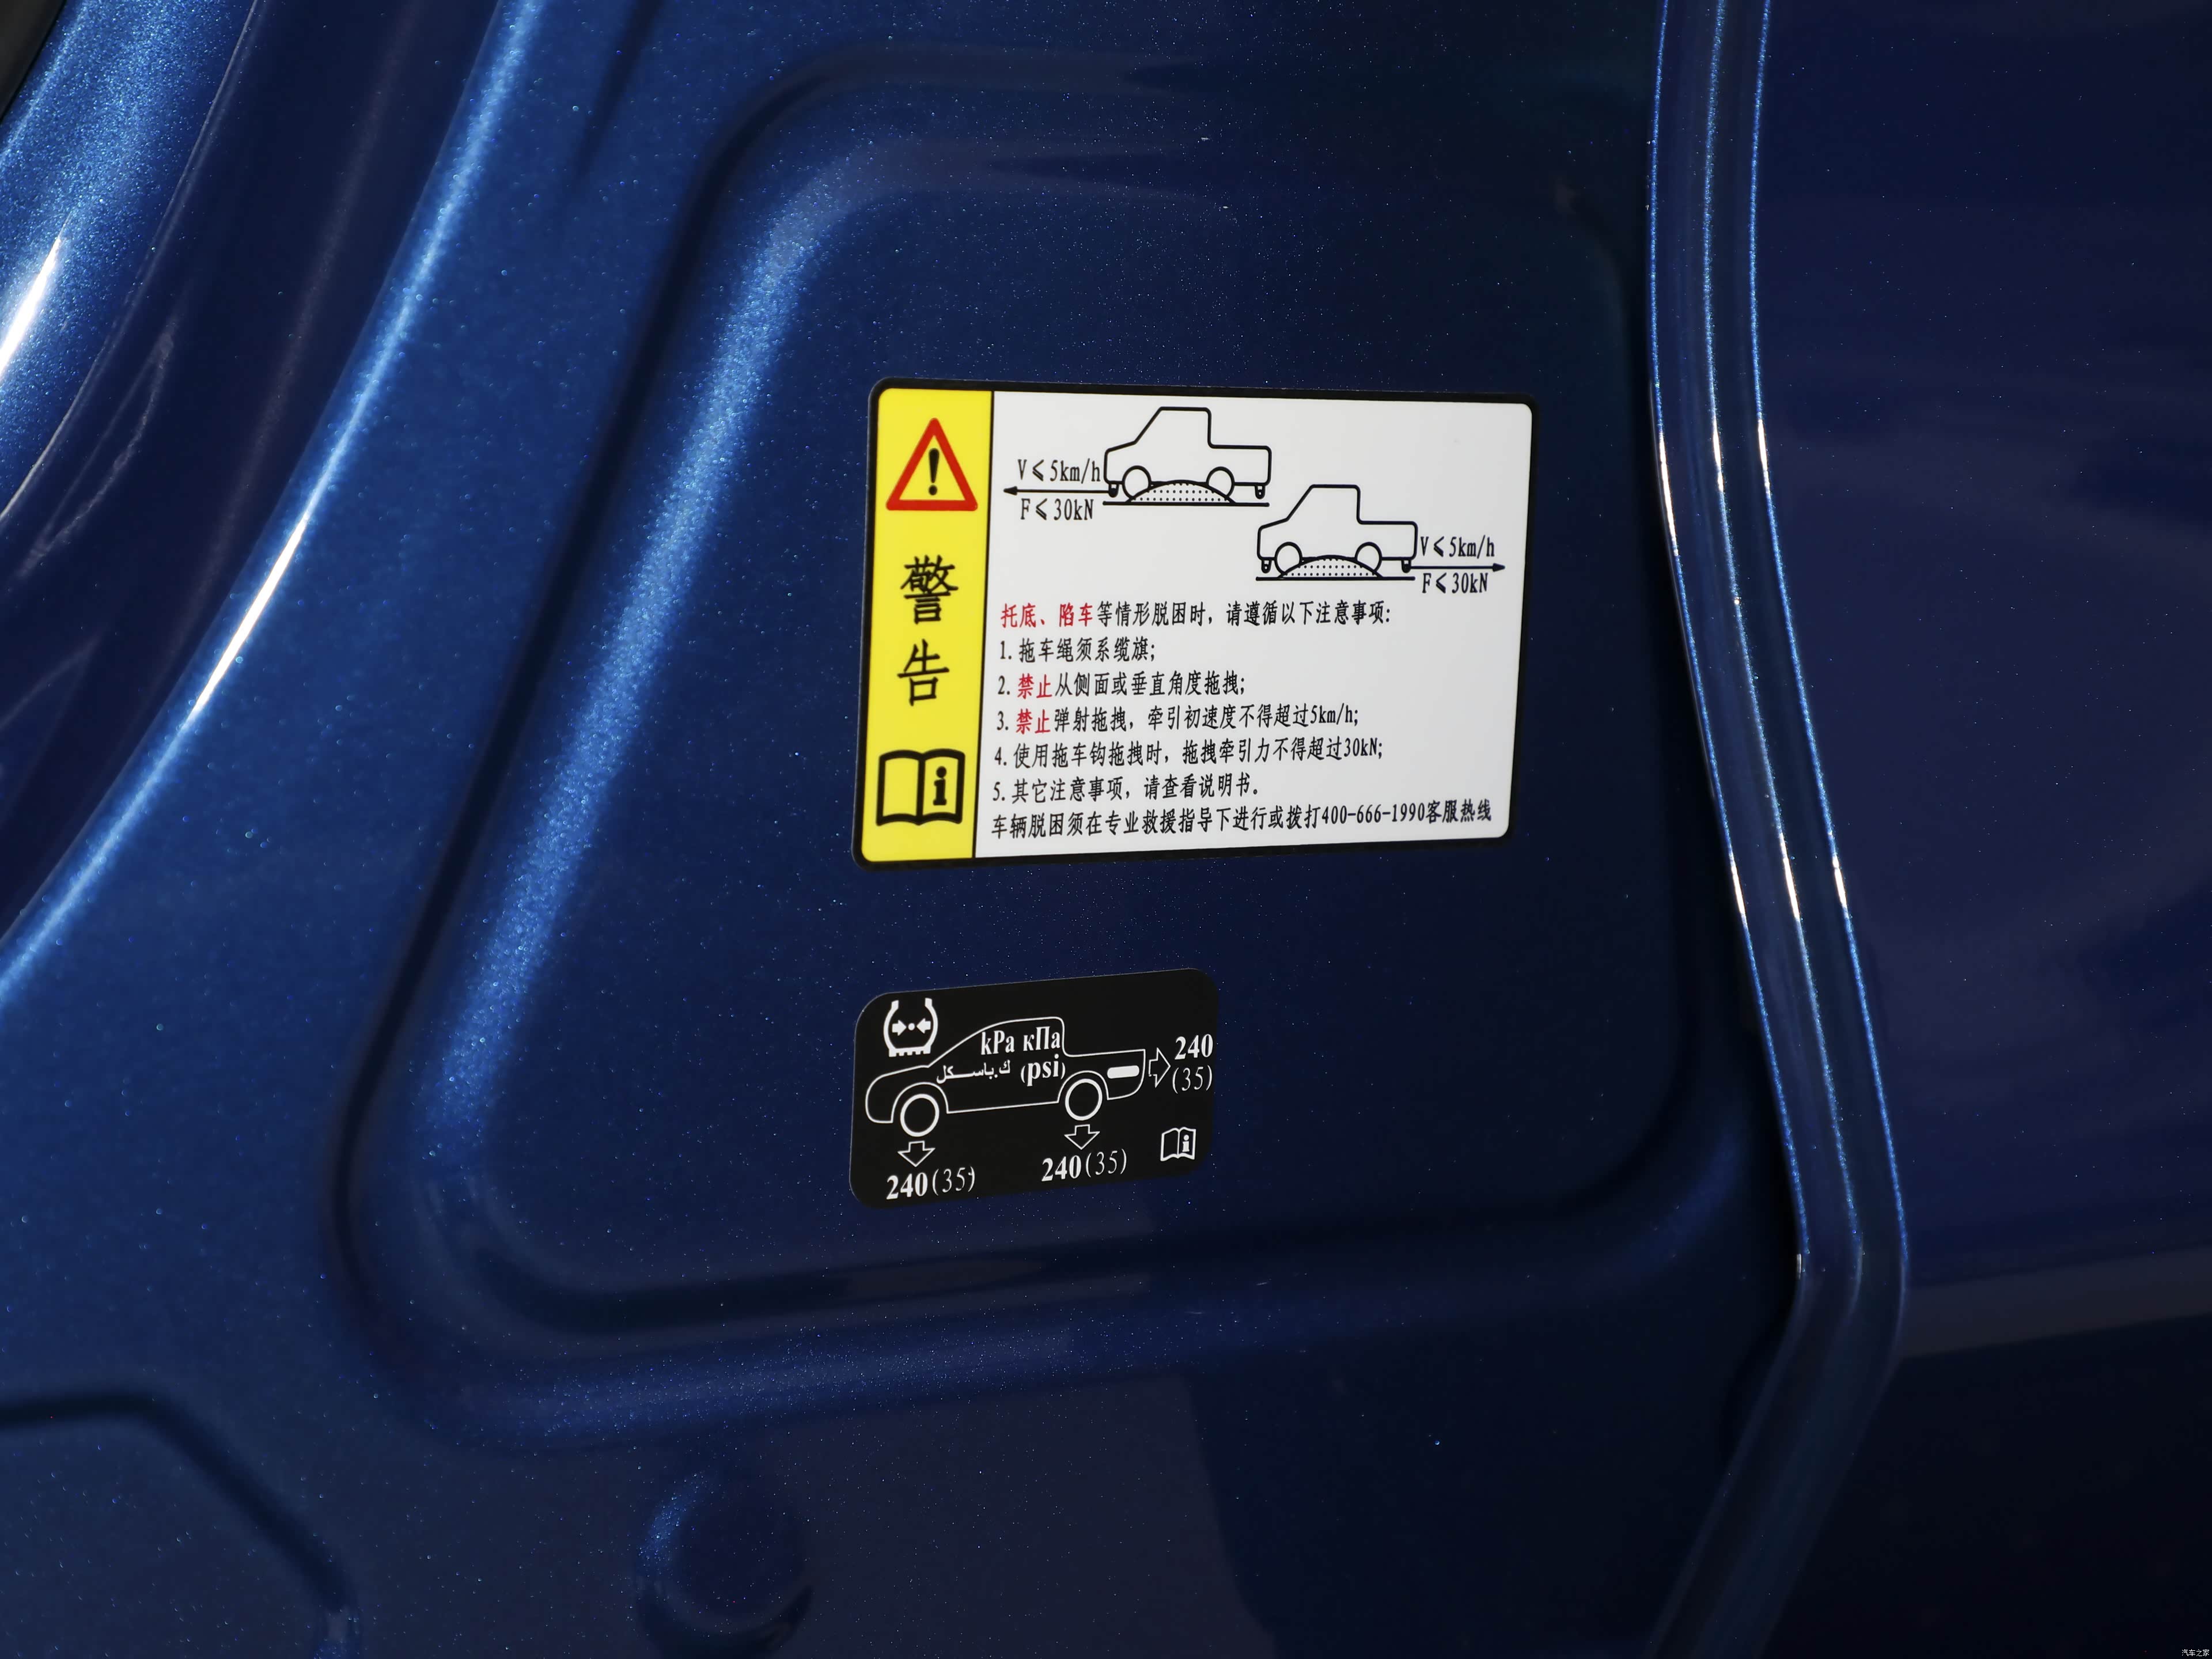 V≤5km/h
F≤30kN
V≤5km/h
F≤30kN
警告
托底、陷车等情形脱困时，请遵循以下注意事项:
1. 拖车绳须系缆旗;
2. 禁止从侧面或垂直角度拖拽;
3. 禁止弹射拖拽，牵引初速度不得超过5km/h;
4. 使用拖车钩拖拽时，拖拽牵引力不得超过30kN;
5. 其它注意事项，请查看说明书。
车辆脱困须在专业救援指导下进行或拨打400-666-1990客服热线
kPa кПа
ك.باسكل (psi)
240
(35)
240(35)
240(35)
汽车之家